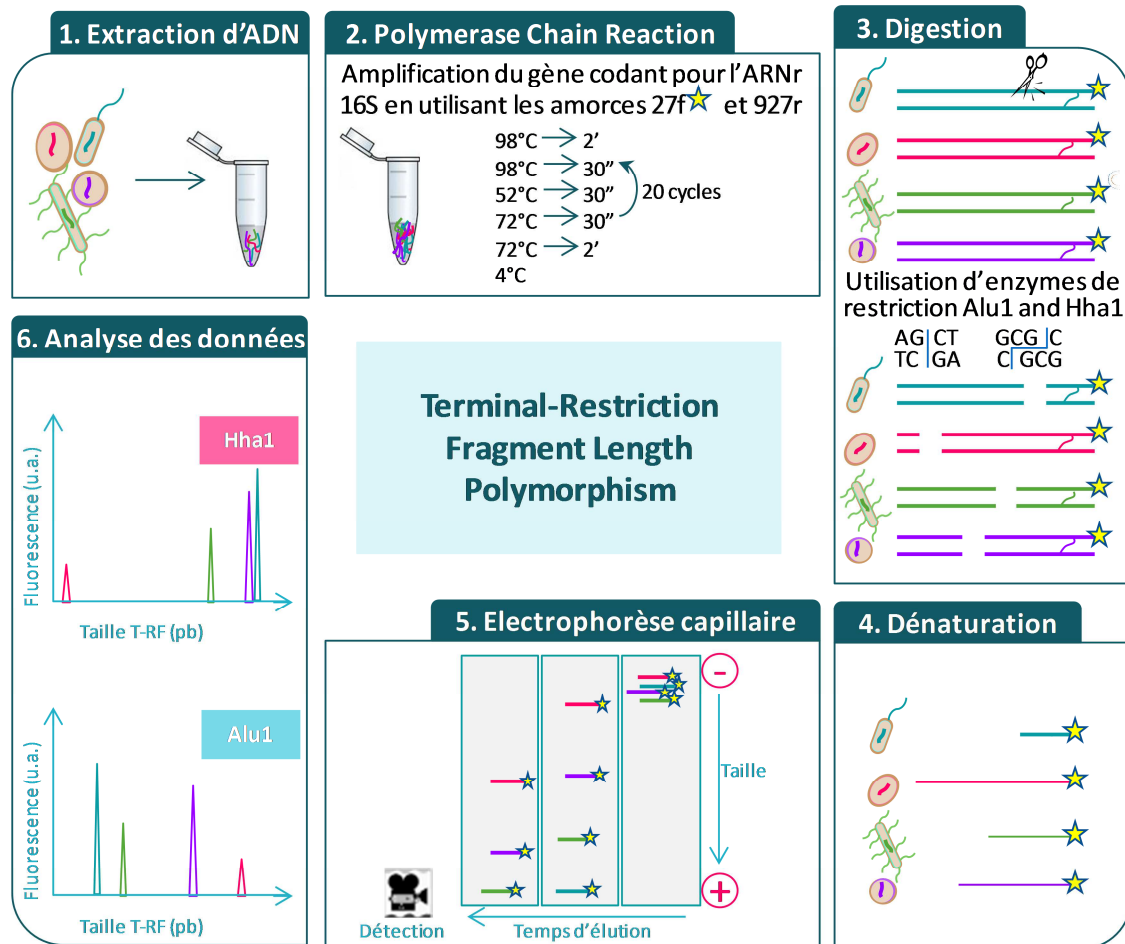 1. Extraction d’ADN
2. Polymerase Chain Reaction
Amplification du gène codant pour l’ARNr
16S en utilisant les amorces 27f et 927r
98°C 2’
98°C 30”
52°C 30”
72°C 30”
20 cycles
72°C 2’
4°C
3. Digestion
Utilisation d’enzymes de
restriction Alu1 and Hha1
AG CT GCG C
TC GA C GCG
4. Dénaturation
5. Electrophorèse capillaire
-
Taille
+
Détection
Temps d’élution
6. Analyse des données
Hha1
Fluorescence (u.a.)
Taille T-RF (pb)
Alu1
Fluorescence (u.a.)
Taille T-RF (pb)
Terminal-Restriction
Fragment Length
Polymorphism